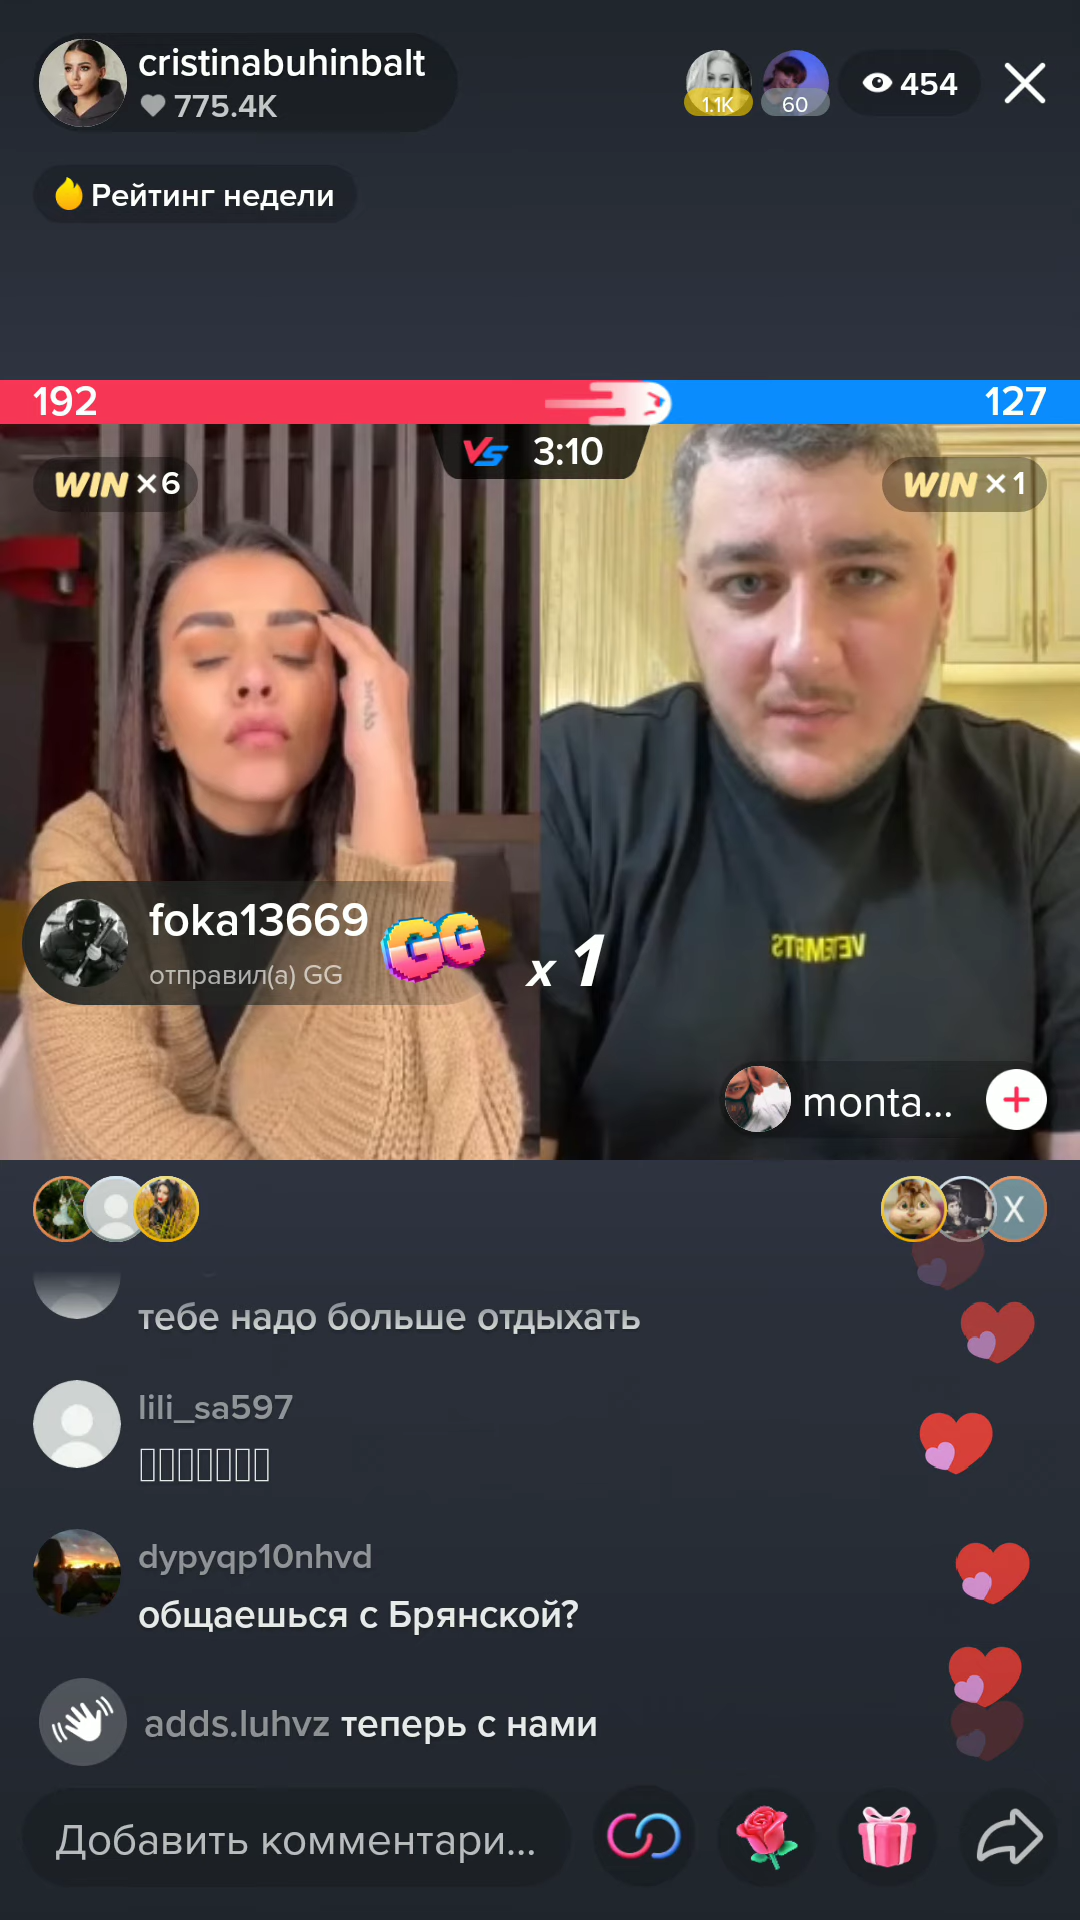 cristinabuhinbalt
775.4K
1.1K
60
454
Рейтинг недели
192
127
VS 3:10
WIN ×6
WIN ×1
foka13669
отправил(а) GG
GG
x 1
VETEMENTS
monta...
X
тебе надо больше отдыхать
lili_sa597
dypyqp10nhvd
общаешься с Брянской?
adds.luhvz теперь с нами
Добавить комментари...